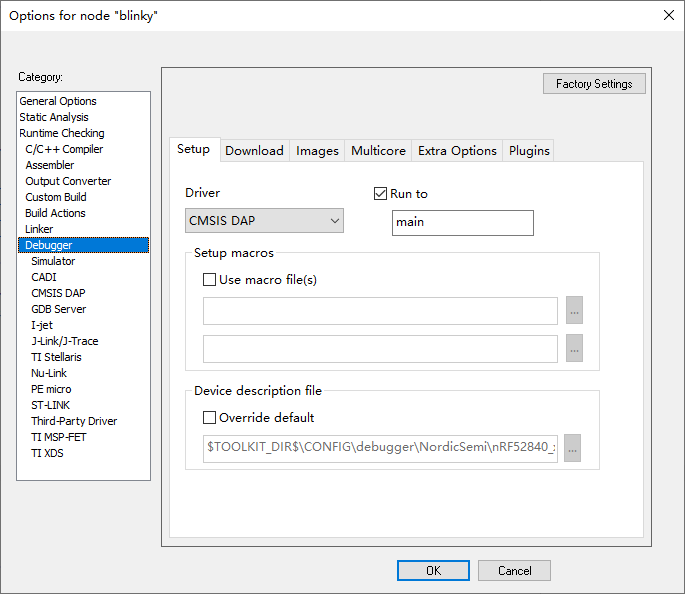 Options for node "blinky"
Category:
General Options
Static Analysis
Runtime Checking
C/C++ Compiler
Assembler
Output Converter
Custom Build
Build Actions
Linker
Debugger
Simulator
CADI
CMSIS DAP
GDB Server
I-jet
J-Link/J-Trace
TI Stellaris
Nu-Link
PE micro
ST-LINK
Third-Party Driver
TI MSP-FET
TI XDS
Factory Settings
Setup Download Images Multicore Extra Options Plugins
Driver
Run to
CMSIS DAP
main
Setup macros
Use macro file(s)
...
...
Device description file
Override default
$TOOLKIT_DIR$\CONFIG\debugger\NordicSemi\nRF52840_
...
OK Cancel